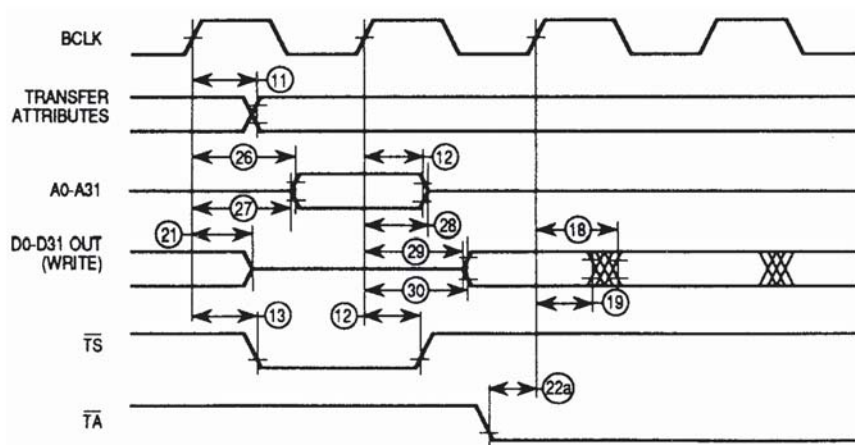 BCLK
11
TRANSFER
ATTRIBUTES
26
12
A0-A31
27
28
21
D0-D31 OUT
(WRITE)
29
18
30
19
13
12
TS
22a
TA